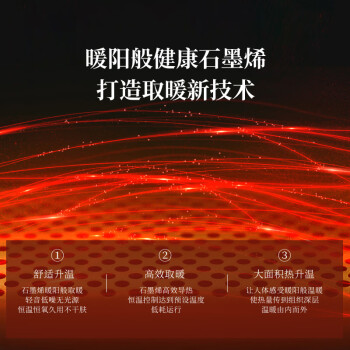 暖阳般健康石墨烯
打造取暖新技术
①
舒适升温
石墨烯暖阳般取暖
轻音低噪无光源
恒温恒氧久用不干肤
②
高效取暖
石墨烯高效导热
恒温控制达到预设温度
低耗运行
③
大面积热升温
让人体感受暖阳般温暖
使热量传到组织深层
温暖由内而外